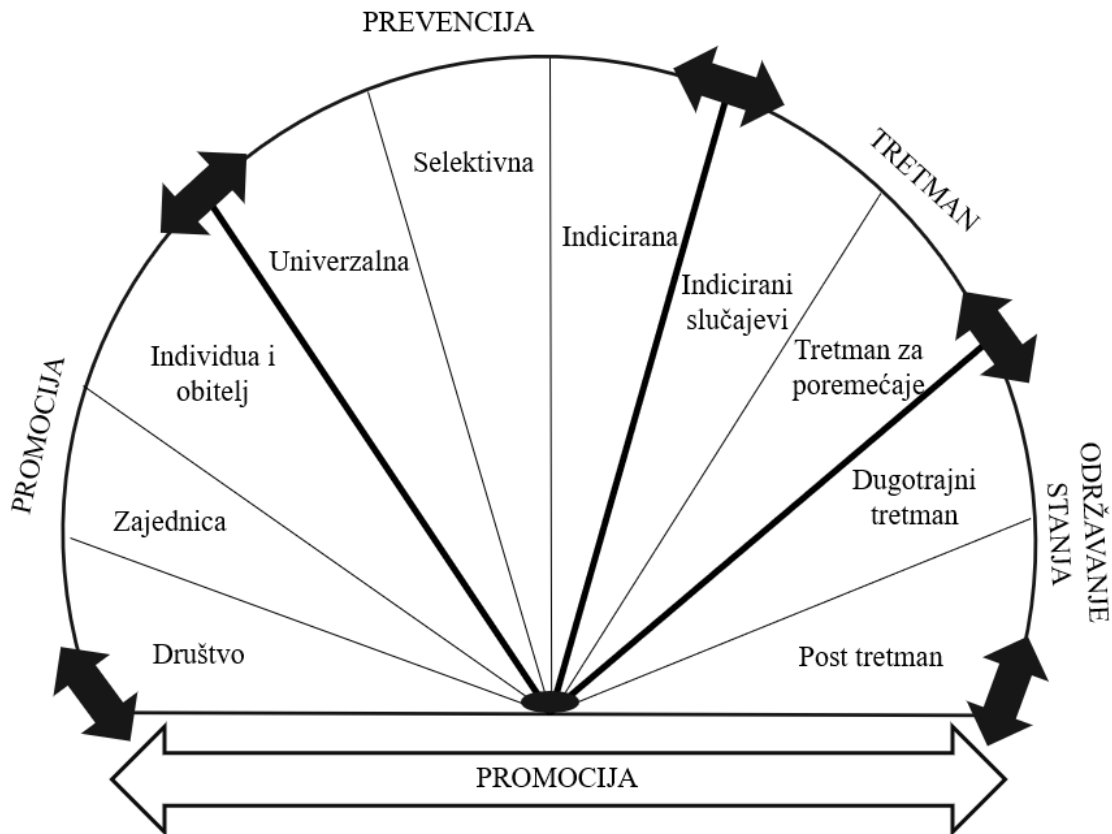 PREVENCIJA
TRETMAN
Selektivna
Indicirana
Univerzalna
Indicirani
slučajevi
Individua i
obitelj
Tretman za
poremećaje
PROMOCIJA
Zajednica
Dugotrajni
tretman
ODRŽAVANJE
STANJA
Društvo
Post tretman
PROMOCIJA